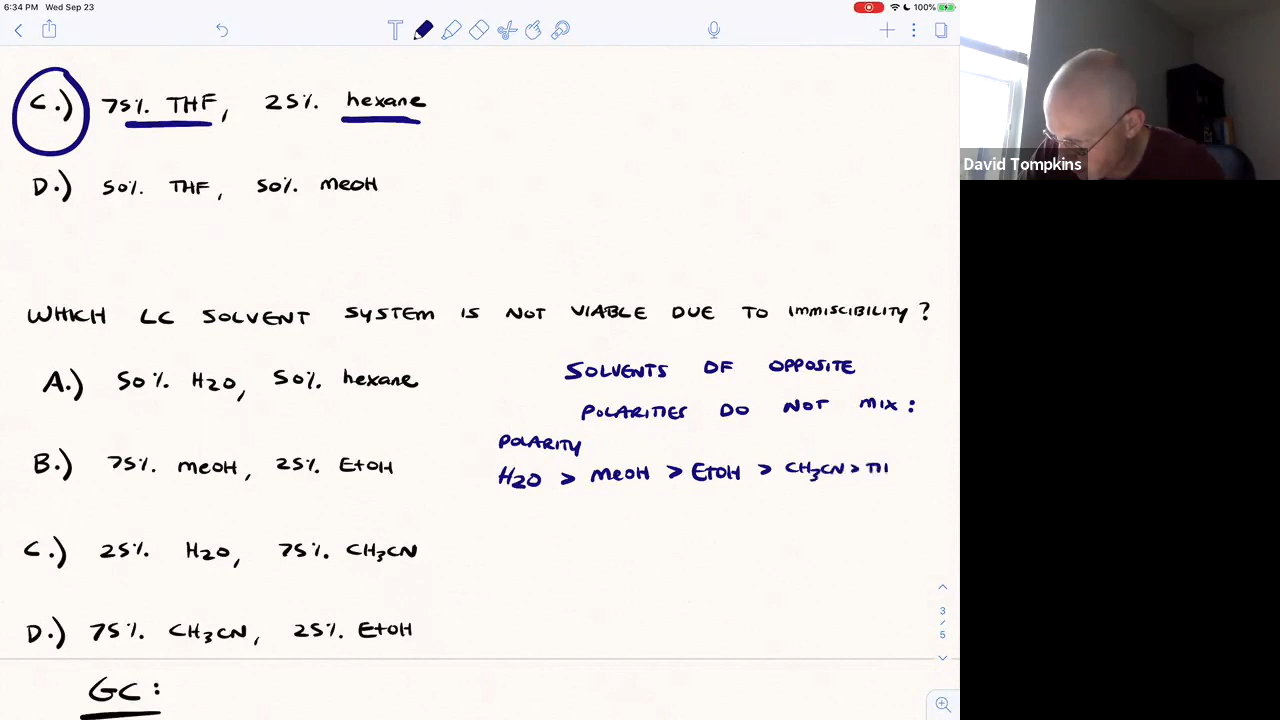 6:34 PM Wed Sep 23
100%
C.) 75% THF, 25% hexane
David Tompkins
D.) 50% THF, 50% MeOH
WHICH LC SOLVENT SYSTEM IS NOT VIABLE DUE TO IMMISCIBILITY?
A.) 50% H2O, 50% hexane
SOLVENTS OF OPPOSITE
POLARITIES DO NOT MIX:
POLARITY
B.) 75% MeOH, 25% EtOH
H2O > MeOH > EtOH > CH3CN >
C.) 25% H2O, 75% CH3CN
3
/
5
D.) 75% CH3CN, 25% EtOH
GC: